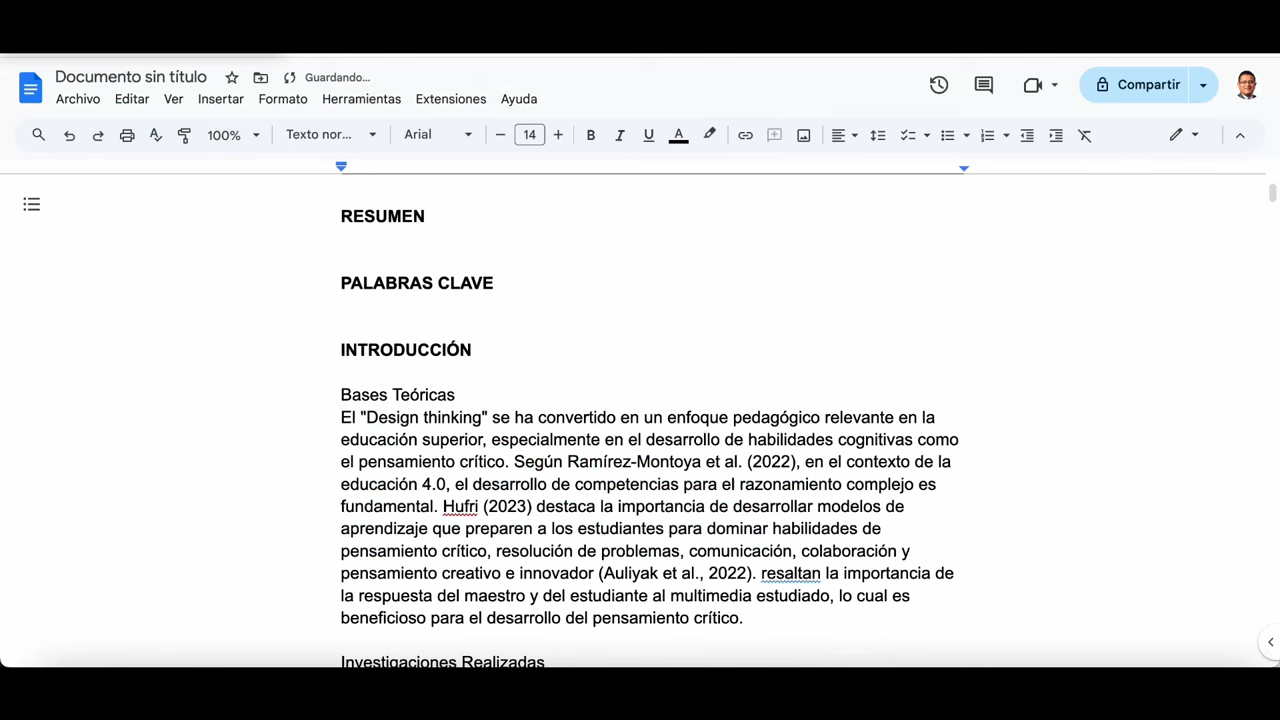 Documento sin título
Guardando...
Archivo Editar Ver Insertar Formato Herramientas Extensiones Ayuda
Compartir
100% Texto nor... Arial 14 B I U A
RESUMEN
PALABRAS CLAVE
INTRODUCCIÓN
Bases Teóricas
El "Design thinking" se ha convertido en un enfoque pedagógico relevante en la
educación superior, especialmente en el desarrollo de habilidades cognitivas como
el pensamiento crítico. Según Ramírez-Montoya et al. (2022), en el contexto de la
educación 4.0, el desarrollo de competencias para el razonamiento complejo es
fundamental. Hufri (2023) destaca la importancia de desarrollar modelos de
aprendizaje que preparen a los estudiantes para dominar habilidades de
pensamiento crítico, resolución de problemas, comunicación, colaboración y
pensamiento creativo e innovador (Auliyak et al., 2022). resaltan la importancia de
la respuesta del maestro y del estudiante al multimedia estudiado, lo cual es
beneficioso para el desarrollo del pensamiento crítico.
Investigaciones Realizadas